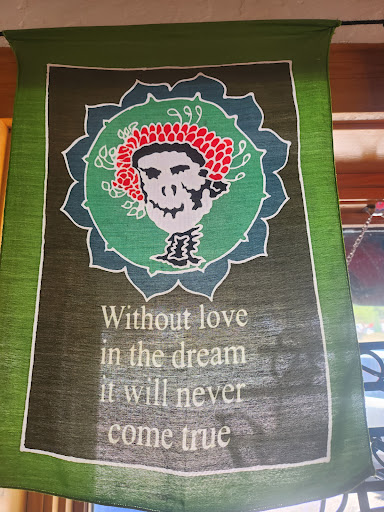 Without love
in the dream
it will never
come true